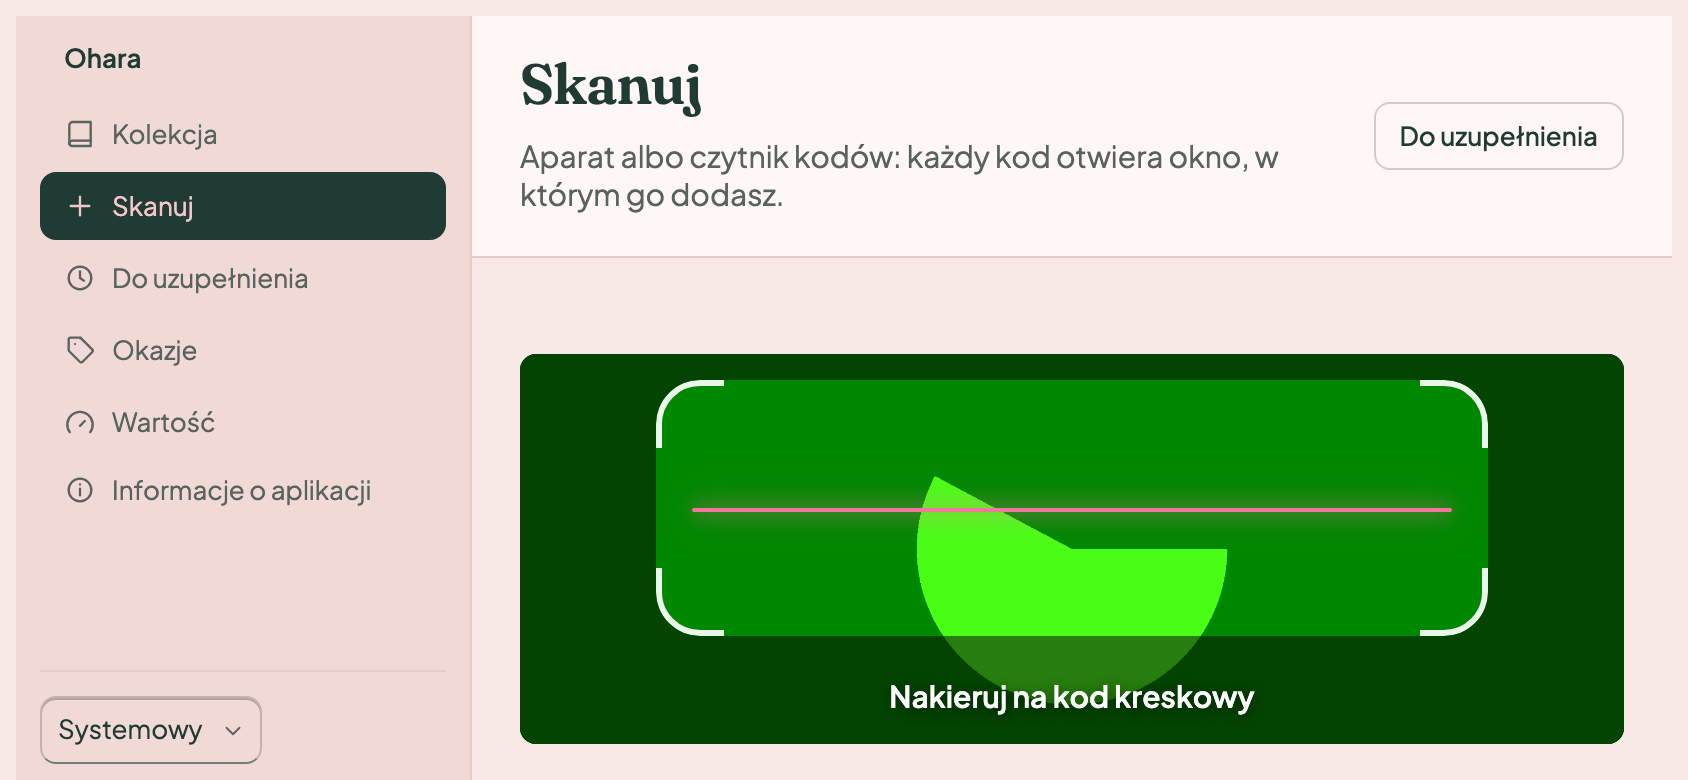 Ohara
Kolekcja
Skanuj
Do uzupełnienia
Okazje
Wartość
Informacje o aplikacji
Systemowy
Skanuj
Aparat albo czytnik kodów: każdy kod otwiera okno, w
którym go dodasz.
Do uzupełnienia
Nakieruj na kod kreskowy